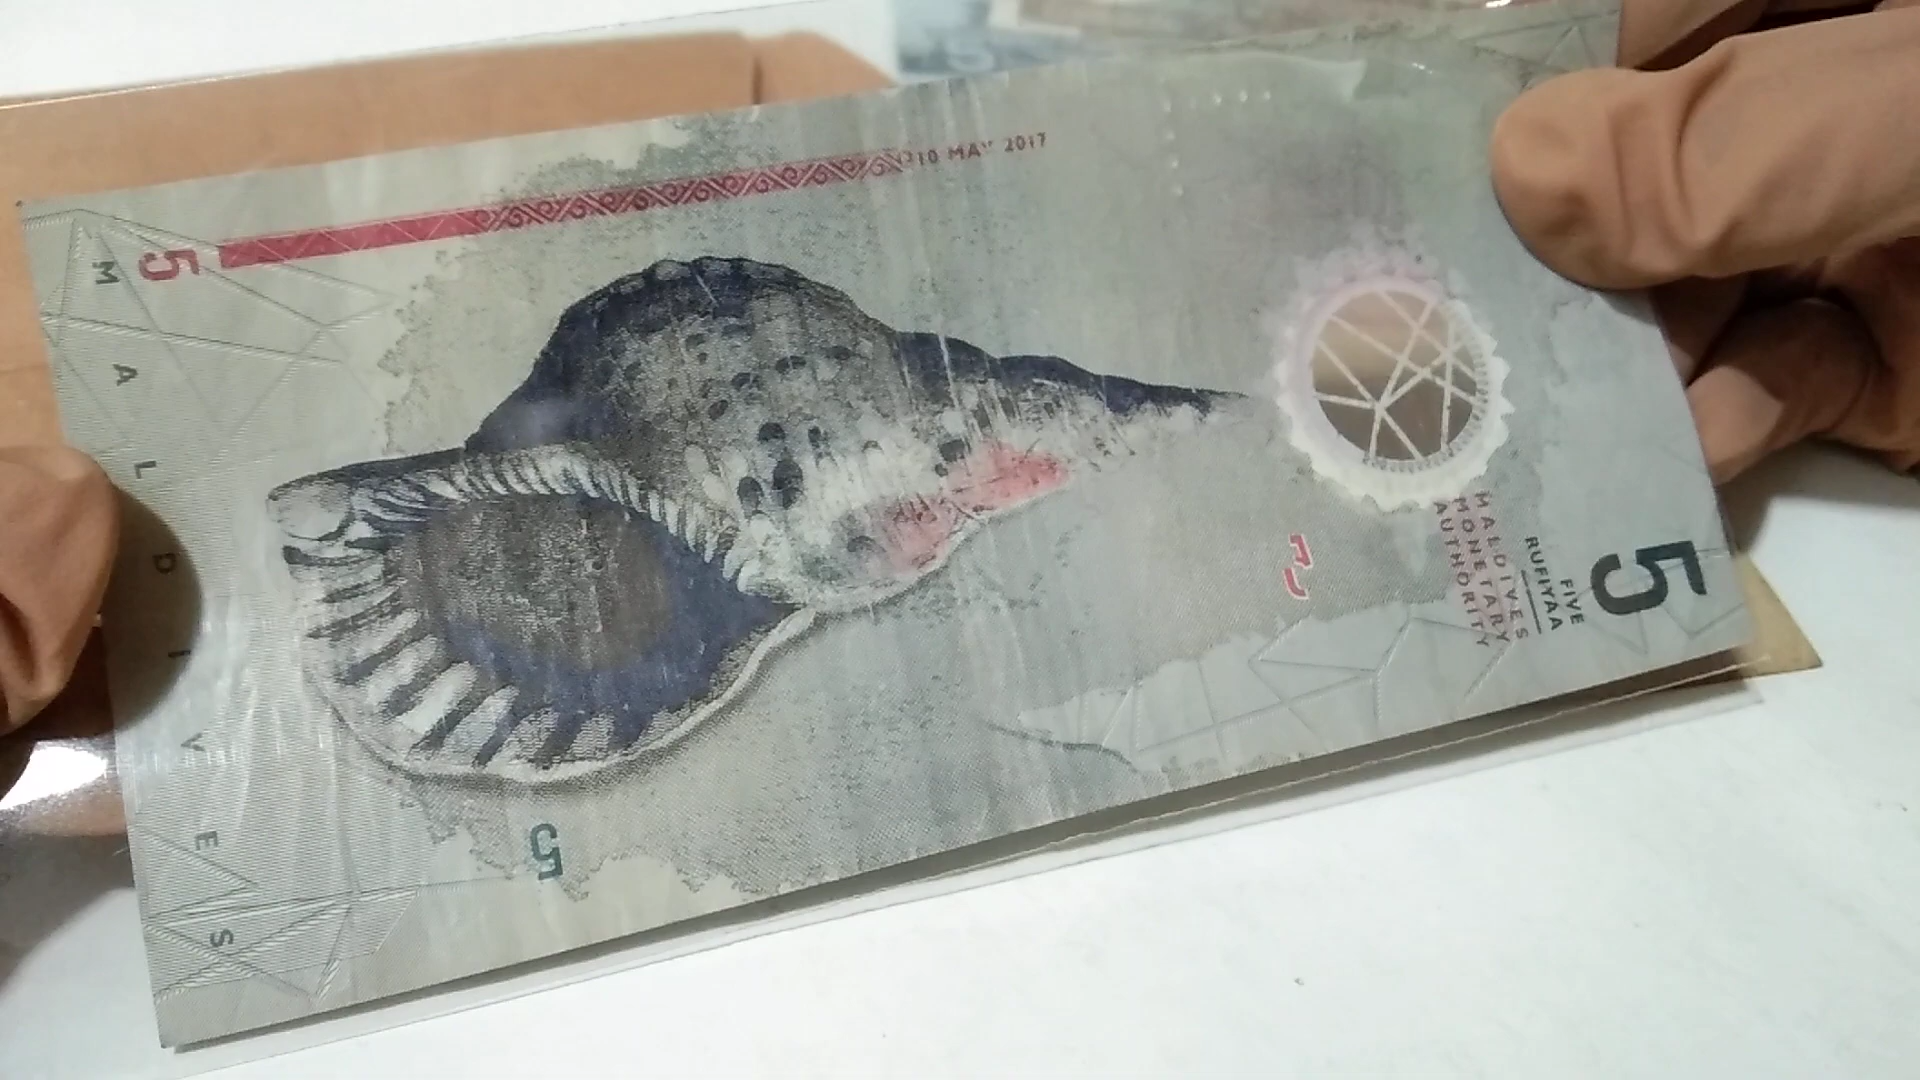 5
10 MAY 2017
MALDIVES
5
5
MALDIVES
MONETARY
AUTHORITY
FIVE
RUFIYAA
5